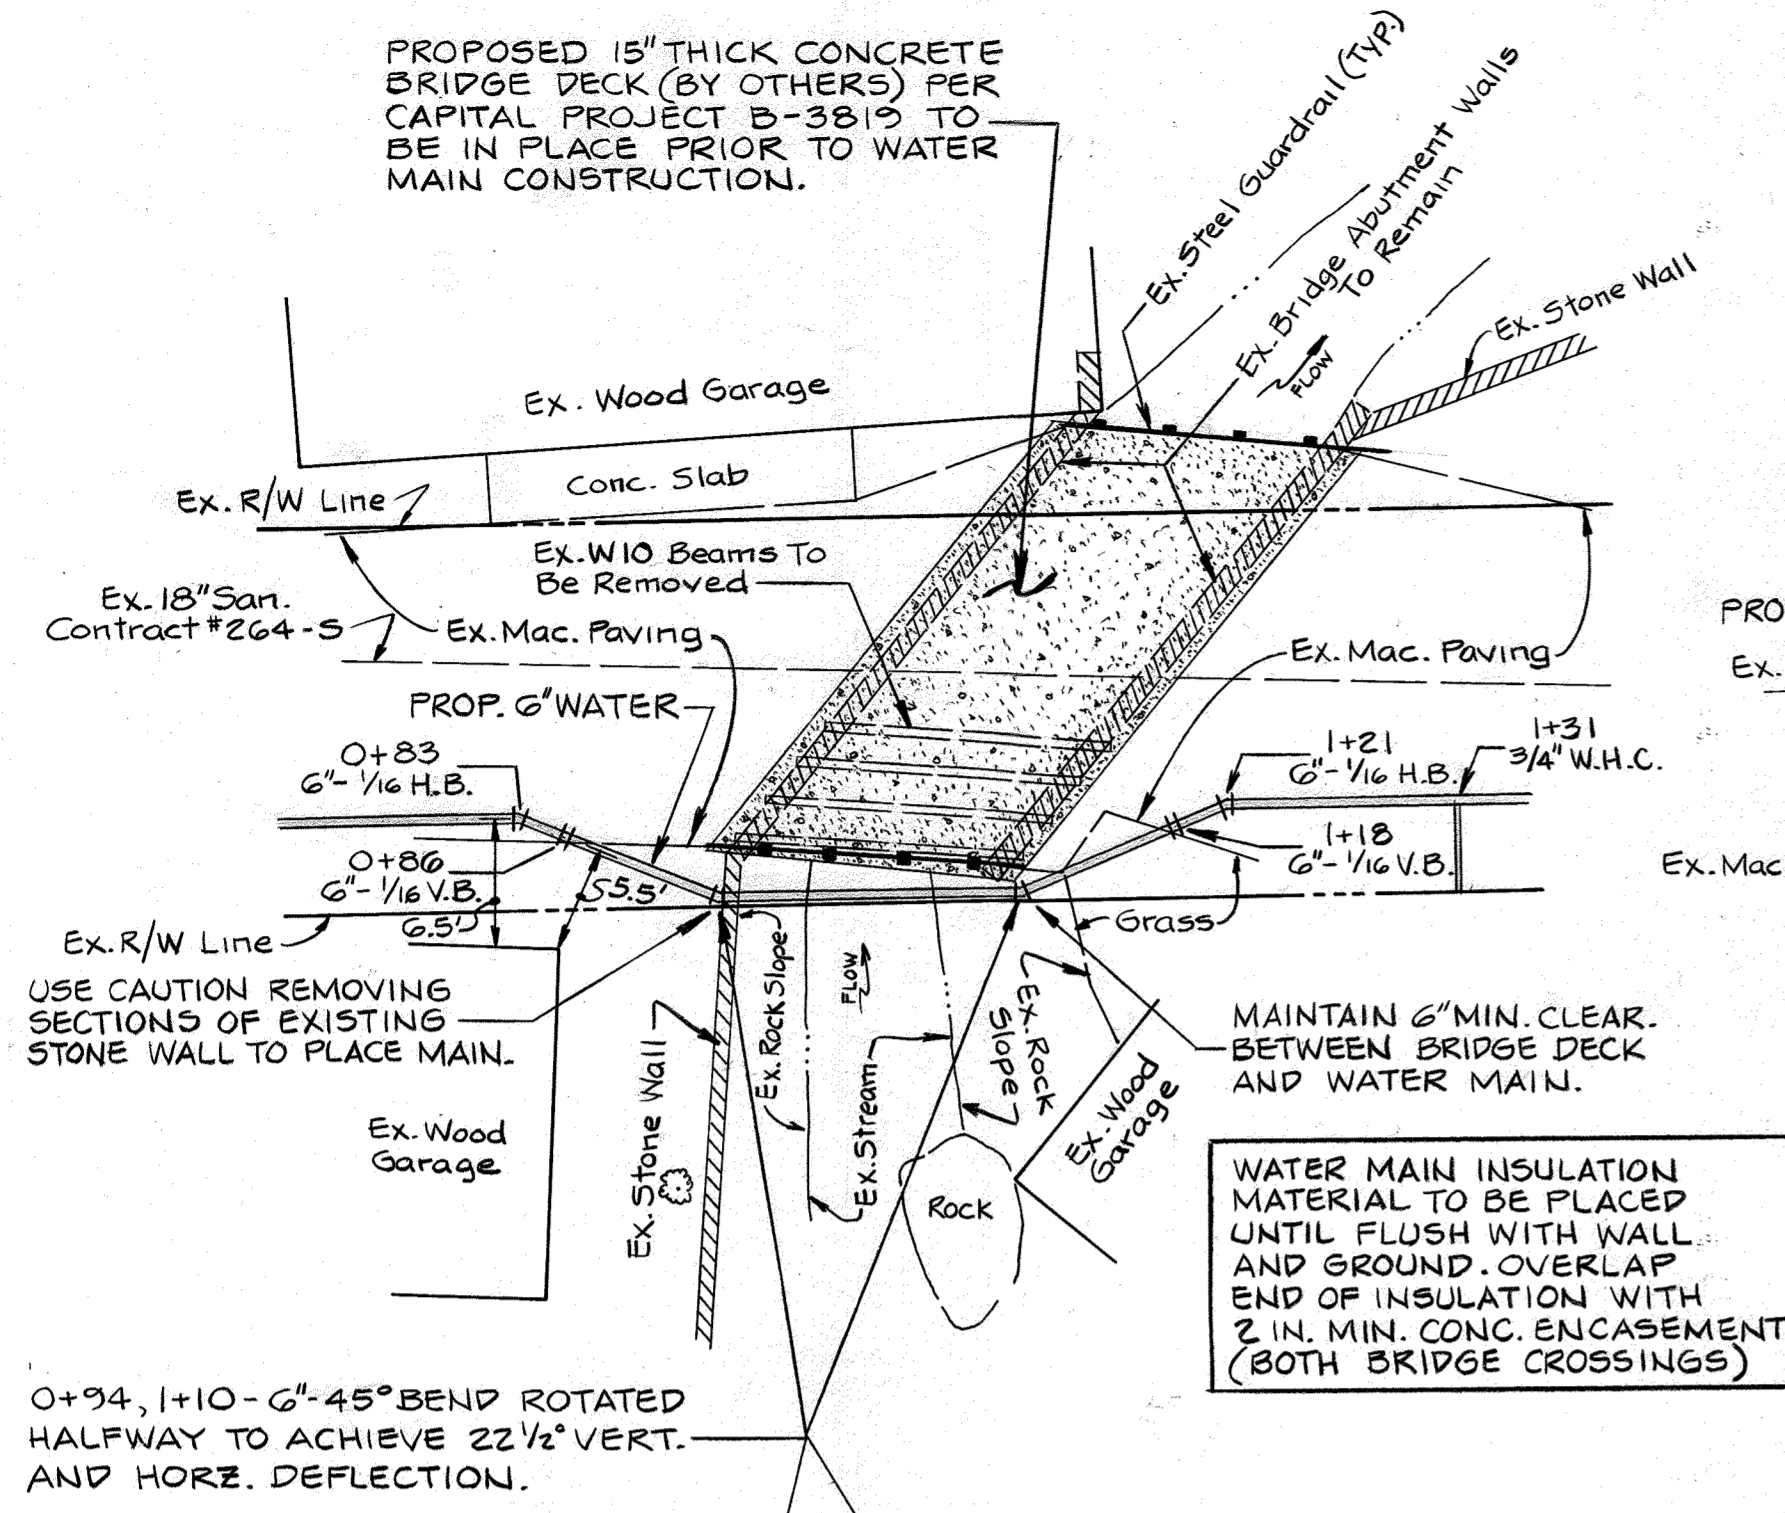 PROPOSED 15" THICK CONCRETE
BRIDGE DECK (BY OTHERS) PER
CAPITAL PROJECT B-3819 TO
BE IN PLACE PRIOR TO WATER
MAIN CONSTRUCTION.
Ex. Steel Guardrail (TYP.)
Ex. Bridge Abutment Walls
To Remain
Ex. Stone Wall
FLOW
Ex. Wood Garage
Conc. Slab
Ex. R/W Line
Ex. W10 Beams To
Be Removed
Ex. 18" San.
Contract #264-S
Ex. Mac. Paving
Ex. Mac. Paving
PRO
Ex.
PROP. 6" WATER
0+83
6"-1/16 H.B.
1+21
6"-1/16 H.B.
1+31
3/4" W.H.C.
0+86
6"-1/16 V.B.
5.5'
6.5'
1+18
6"-1/16 V.B.
Ex. Mac
Grass
Ex. R/W Line
USE CAUTION REMOVING
SECTIONS OF EXISTING
STONE WALL TO PLACE MAIN.
Ex. Stone Wall
Ex. Rock Slope
FLOW
Ex. Stream
Ex. Rock
Slope
Ex. Wood
Garage
Rock
MAINTAIN 6" MIN. CLEAR.
BETWEEN BRIDGE DECK
AND WATER MAIN.
Ex. Wood
Garage
WATER MAIN INSULATION
MATERIAL TO BE PLACED
UNTIL FLUSH WITH WALL
AND GROUND. OVERLAP
END OF INSULATION WITH
2 IN. MIN. CONC. ENCASEMENT
(BOTH BRIDGE CROSSINGS)
0+94, 1+10 - 6"-45° BEND ROTATED
HALFWAY TO ACHIEVE 22 1/2° VERT.
AND HORZ. DEFLECTION.